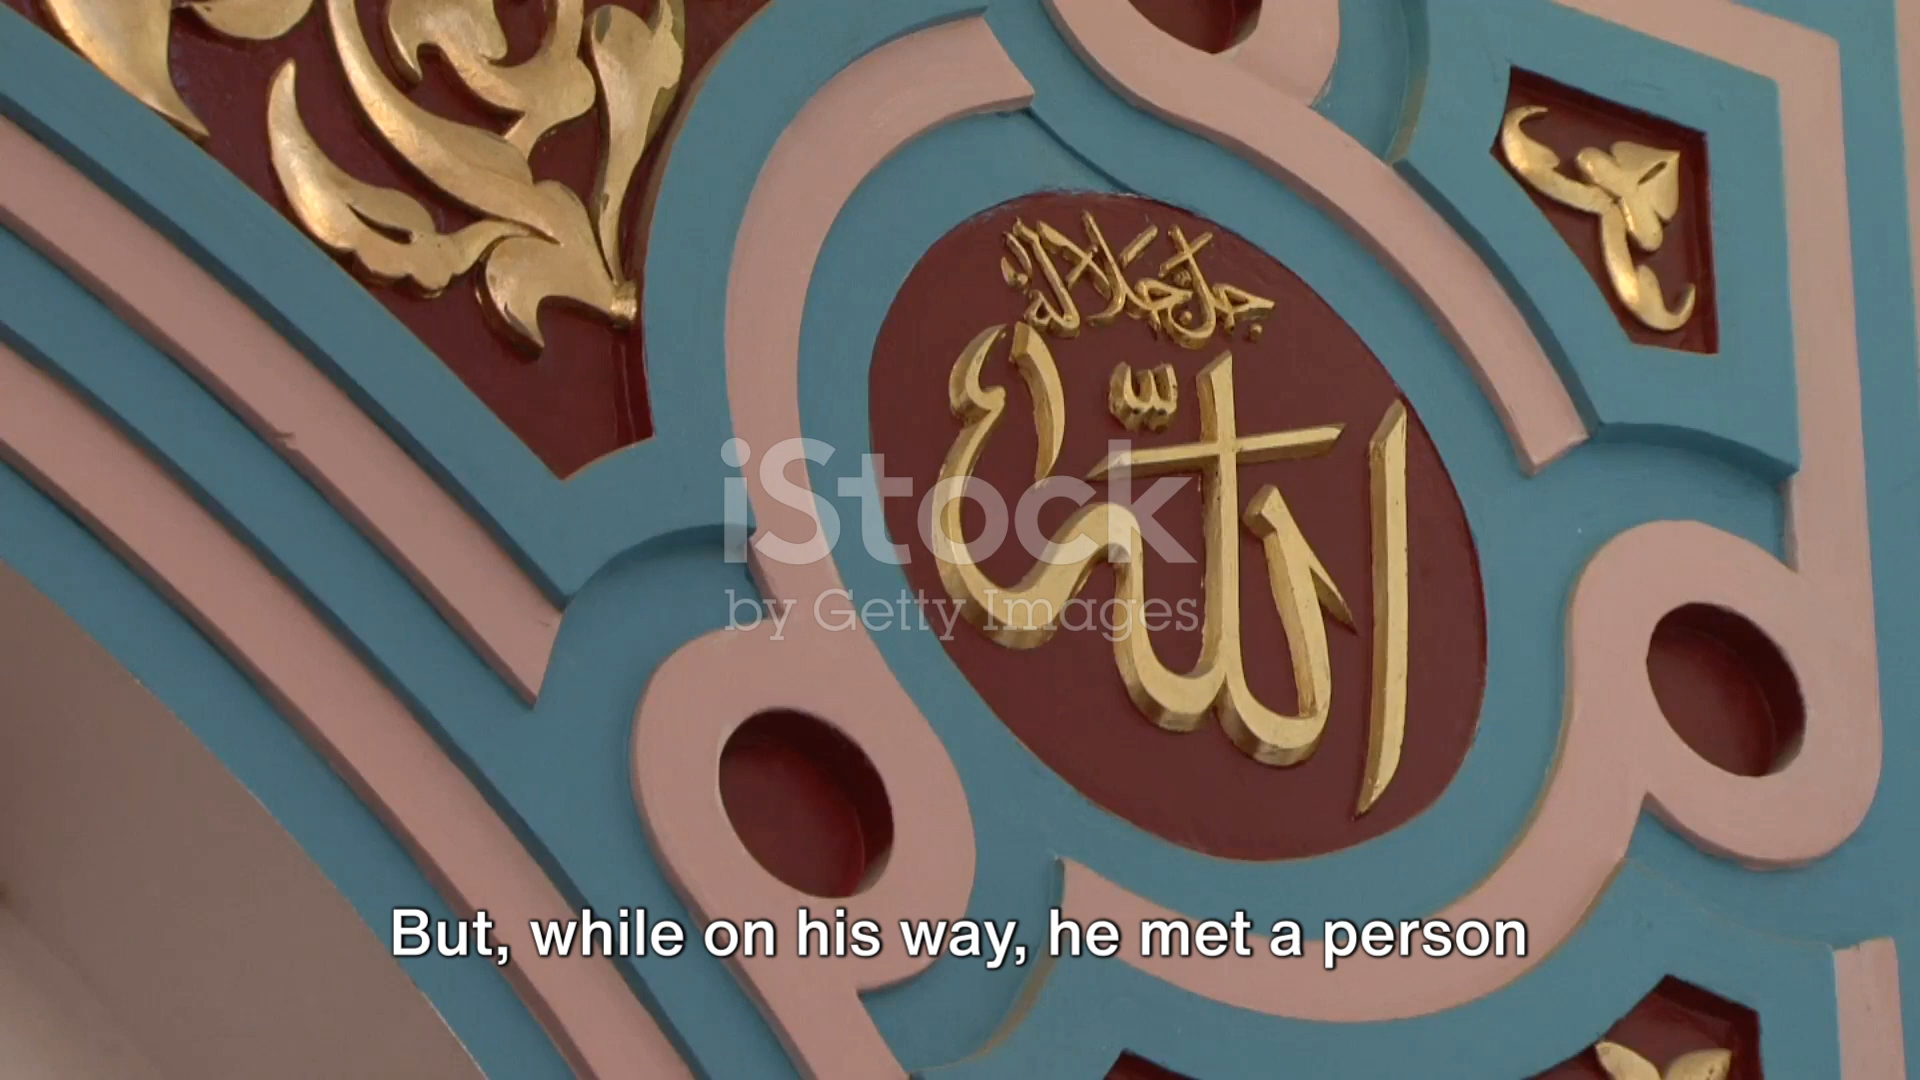 جل جلاله
الله
iStock
by Getty Images
But, while on his way, he met a person